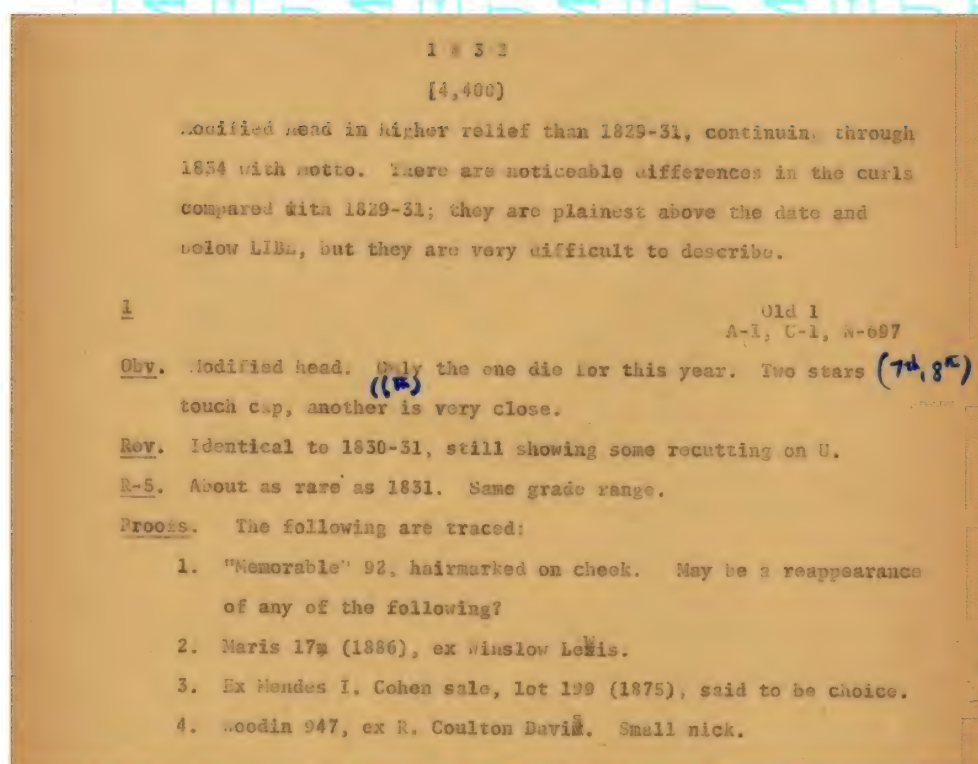 1 8 3 2
[4,400)
Modified head in higher relief than 1829-31, continuing through
1834 with motto. There are noticeable differences in the curls
compared with 1829-31; they are plainest above the date and
below LIBE, but they are very difficult to describe.
1
Old 1
A-1, C-1, N-697
Obv. Modified head. Only the one die for this year. Two stars (7th, 8th)
touch cap, another is very close.
Rev. Identical to 1830-31, still showing some recutting on U.
R-5. About as rare as 1831. Same grade range.
Proofs. The following are traced:
1. "Memorable" 92, hairmarked on cheek. May be a reappearance
of any of the following?
2. Maris 17 (1886), ex Winslow Lewis.
3. Ex Mendes I. Cohen sale, lot 199 (1875), said to be choice.
4. Woodin 947, ex R. Coulton Davis. Small nick.